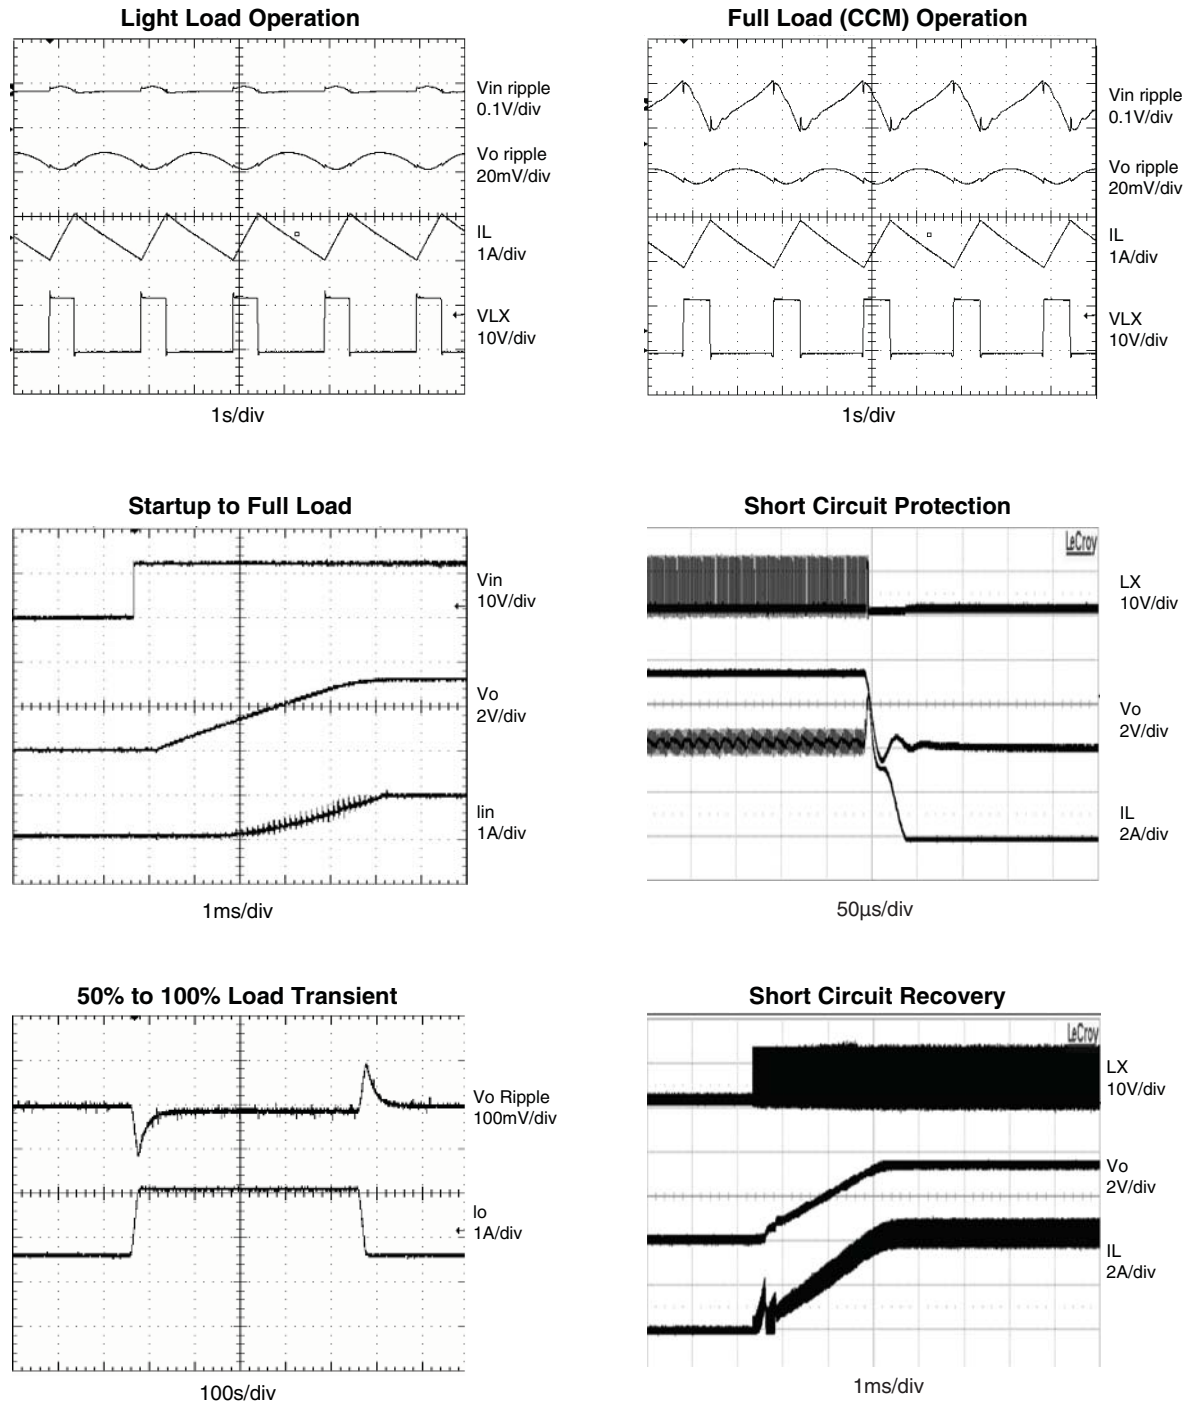 Light Load Operation
Vin ripple
0.1V/div
Vo ripple
20mV/div
IL
1A/div
VLX
10V/div
1s/div
Full Load (CCM) Operation
Vin ripple
0.1V/div
Vo ripple
20mV/div
IL
1A/div
VLX
10V/div
1s/div
Startup to Full Load
Vin
10V/div
Vo
2V/div
Iin
1A/div
1ms/div
Short Circuit Protection
LeCroy
LX
10V/div
Vo
2V/div
IL
2A/div
50µs/div
50% to 100% Load Transient
Vo Ripple
100mV/div
Io
1A/div
100s/div
Short Circuit Recovery
LeCroy
LX
10V/div
Vo
2V/div
IL
2A/div
1ms/div